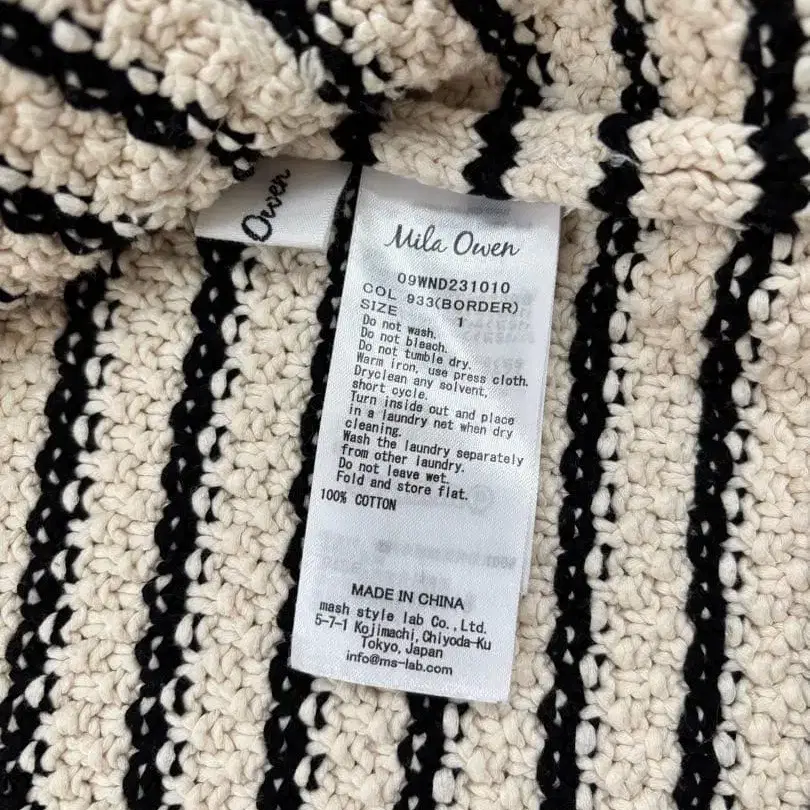 Owen
Mila Owen
09WND231010
COL 933(BORDER)
SIZE 1
Do not wash.
Do not bleach.
Do not tumble dry.
Warm iron, use press cloth.
Dryclean any solvent,
short cycle.
Turn inside out and place
in a laundry net when dry
cleaning.
Wash the laundry separately
from other laundry.
Do not leave wet.
Fold and store flat.
100% COTTON
MADE IN CHINA
mash style lab Co.,Ltd.
5-7-1 Kojimachi,Chiyoda-Ku
Tokyo,Japan
info@ms-lab.com